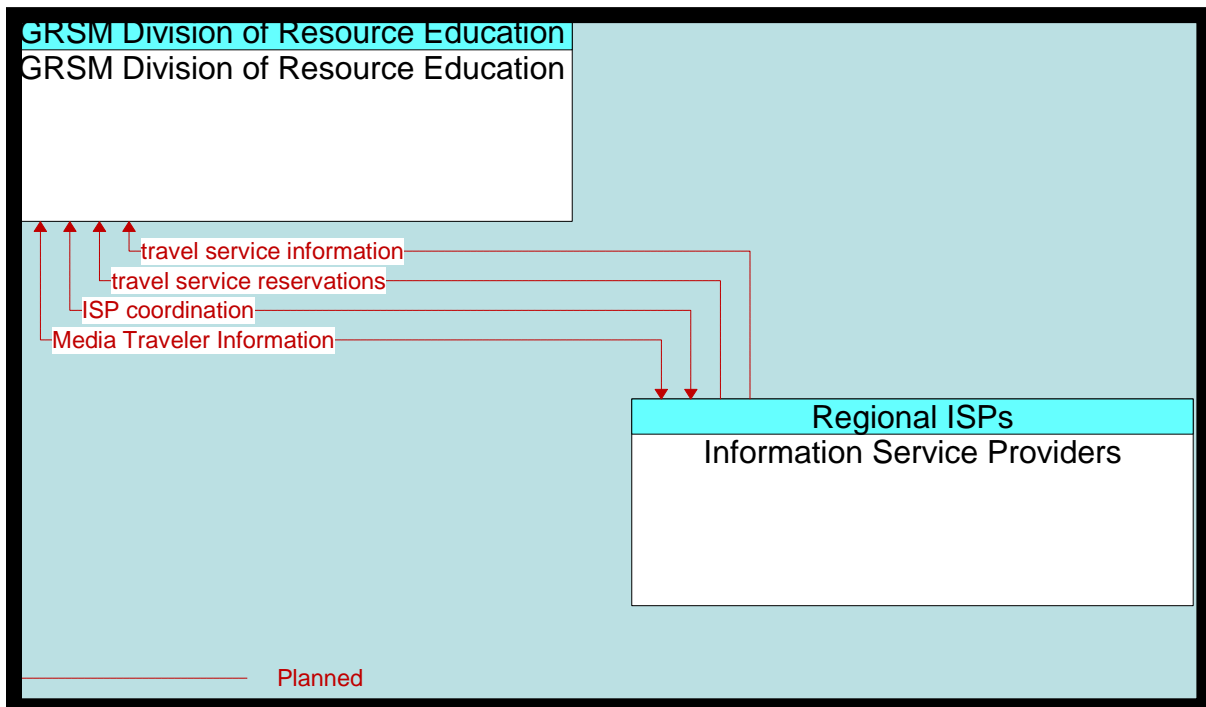 GRSM Division of Resource Education
GRSM Division of Resource Education
travel service information
travel service reservations
ISP coordination
Media Traveler Information
Regional ISPs
Information Service Providers
Planned